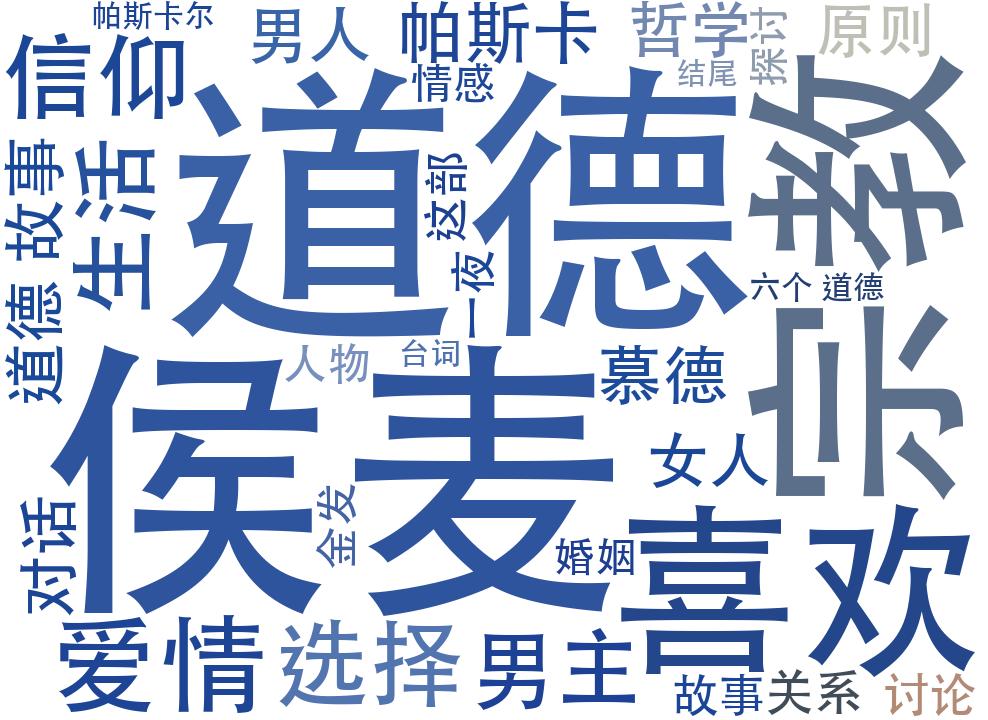 帕斯卡尔
男人
帕斯卡
哲学
探讨
原则
信仰
情感
结尾
道德
宗教
故事
生活
这部
一夜
六个 道德
道德
侯麦
人物
台词
慕德
女人
对话
金发
婚姻
喜欢
爱情
选择
男主
故事
关系
讨论